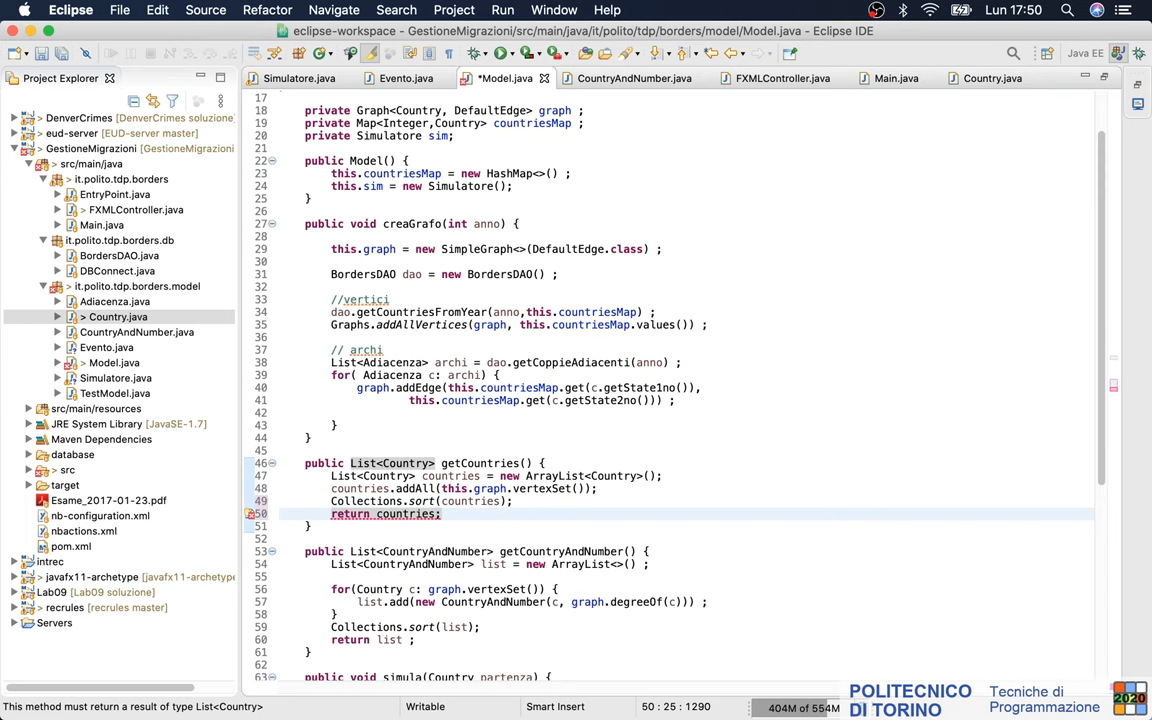 Eclipse File Edit Source Refactor Navigate Search Project Run Window Help Lun 17:50
eclipse-workspace - GestioneMigrazioni/src/main/java/it/polito/tdp/borders/model/Model.java - Eclipse IDE
Java EE
Project Explorer
Simulatore.java Evento.java *Model.java CountryAndNumber.java FXMLController.java Main.java Country.java
> DenverCrimes [DenverCrimes soluzione]
> eud-server [EUD-server master]
> GestioneMigrazioni [GestioneMigrazioni
> src/main/java
> it.polito.tdp.borders
EntryPoint.java
> FXMLController.java
Main.java
it.polito.tdp.borders.db
BordersDAO.java
DBConnect.java
> it.polito.tdp.borders.model
Adiacenza.java
> Country.java
CountryAndNumber.java
Evento.java
> Model.java
Simulatore.java
TestModel.java
src/main/resources
JRE System Library [JavaSE-1.7]
Maven Dependencies
database
> src
target
Esame_2017-01-23.pdf
nb-configuration.xml
nbactions.xml
pom.xml
intrec
> javafx11-archetype [javafx11-archetype
Lab09 [Lab09 soluzione]
> recrules [recrules master]
Servers
17
18 private Graph<Country, DefaultEdge> graph ;
19 private Map<Integer,Country> countriesMap ;
20 private Simulatore sim;
21
22 public Model() {
23 this.countriesMap = new HashMap<>() ;
24 this.sim = new Simulatore();
25 }
26
27 public void creaGrafo(int anno) {
28
29 this.graph = new SimpleGraph<>(DefaultEdge.class) ;
30
31 BordersDAO dao = new BordersDAO() ;
32
33 //vertici
34 dao.getCountriesFromYear(anno,this.countriesMap) ;
35 Graphs.addAllVertices(graph, this.countriesMap.values()) ;
36
37 // archi
38 List<Adiacenza> archi = dao.getCoppieAdiacenti(anno) ;
39 for( Adiacenza c: archi) {
40 graph.addEdge(this.countriesMap.get(c.getState1no()),
41 this.countriesMap.get(c.getState2no())) ;
42
43 }
44 }
45
46 public List<Country> getCountries() {
47 List<Country> countries = new ArrayList<Country>();
48 countries.addAll(this.graph.vertexSet());
49 Collections.sort(countries);
50 return countries;
51 }
52
53 public List<CountryAndNumber> getCountryAndNumber() {
54 List<CountryAndNumber> list = new ArrayList<>() ;
55
56 for(Country c: graph.vertexSet()) {
57 list.add(new CountryAndNumber(c, graph.degreeOf(c))) ;
58 }
59 Collections.sort(list);
60 return list ;
61 }
62
63 public void simula(Country partenza) {
This method must return a result of type List<Country> Writable Smart Insert 50 : 25 : 1290 404M of 554M
POLITECNICO
DI TORINO
Tecniche di
Programmazione
2020